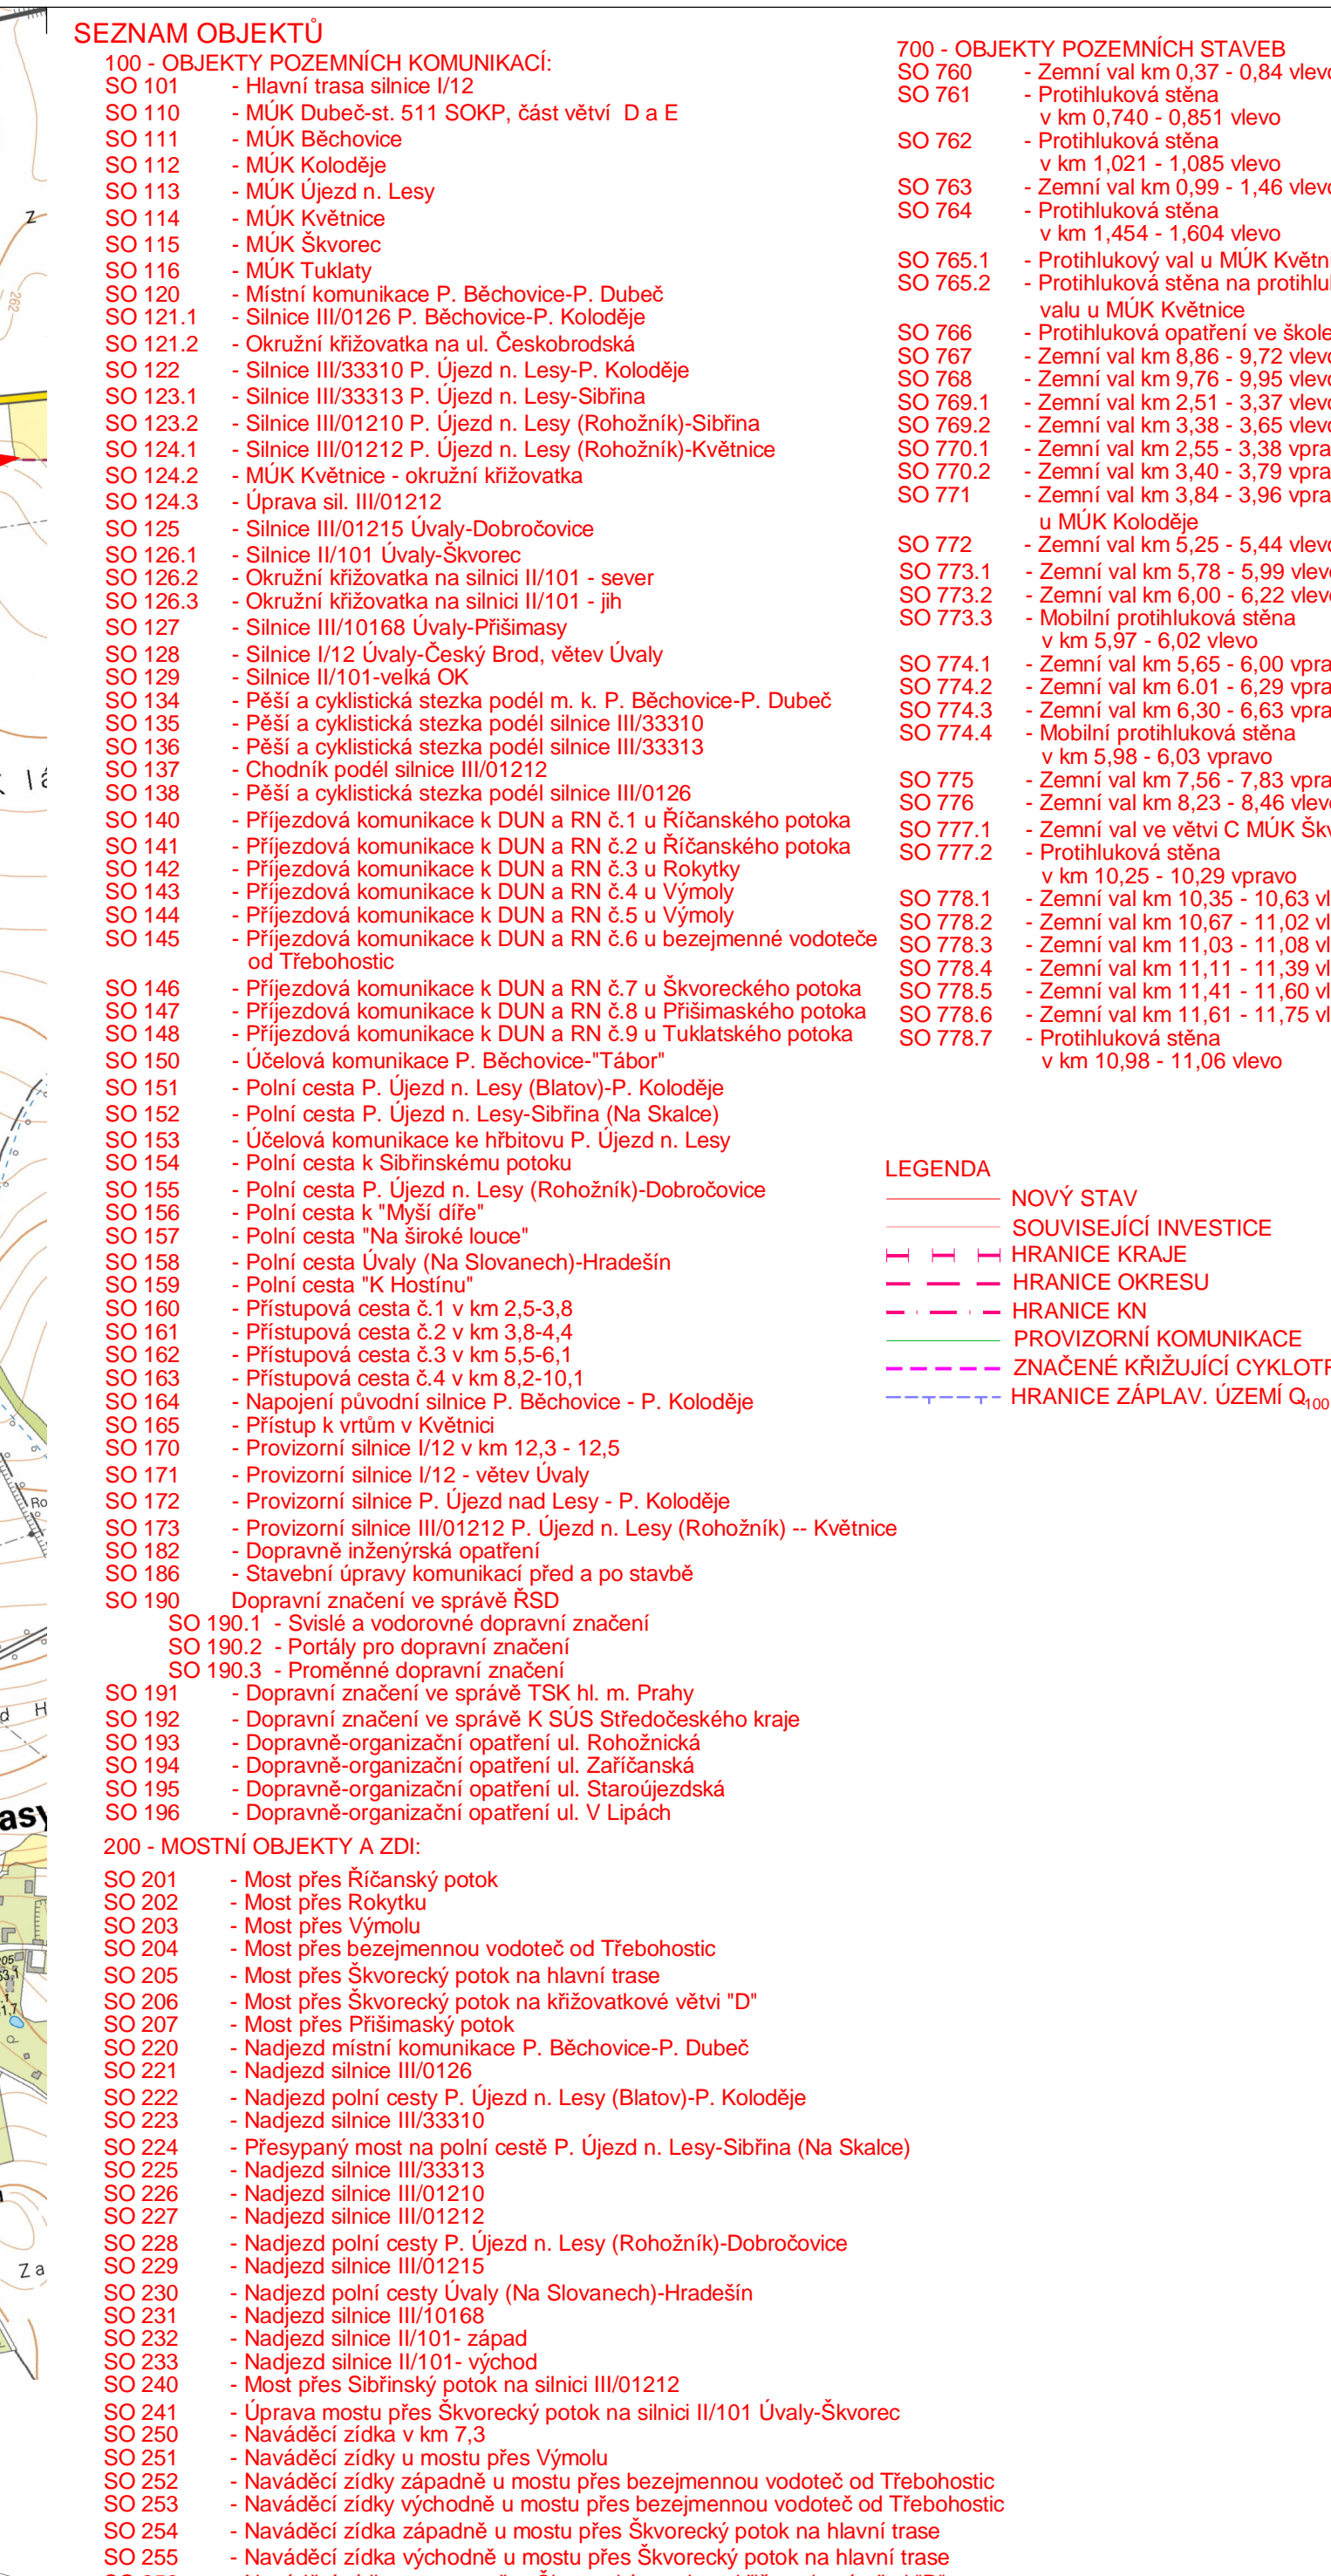 SEZNAM OBJEKTŮ
100 - OBJEKTY POZEMNÍCH KOMUNIKACÍ:
SO 101 - Hlavní trasa silnice I/12
SO 110 - MÚK Dubeč-st. 511 SOKP, část větví D a E
SO 111 - MÚK Běchovice
SO 112 - MÚK Koloděje
SO 113 - MÚK Újezd n. Lesy
SO 114 - MÚK Květnice
SO 115 - MÚK Škvorec
SO 116 - MÚK Tuklaty
SO 120 - Místní komunikace P. Běchovice-P. Dubeč
SO 121.1 - Silnice III/0126 P. Běchovice-P. Koloděje
SO 121.2 - Okružní křižovatka na ul. Českobrodská
SO 122 - Silnice III/33310 P. Újezd n. Lesy-P. Koloděje
SO 123.1 - Silnice III/33313 P. Újezd n. Lesy-Sibřina
SO 123.2 - Silnice III/01210 P. Újezd n. Lesy (Rohožník)-Sibřina
SO 124.1 - Silnice III/01212 P. Újezd n. Lesy (Rohožník)-Květnice
SO 124.2 - MÚK Květnice - okružní křižovatka
SO 124.3 - Úprava sil. III/01212
SO 125 - Silnice III/01215 Úvaly-Dobročovice
SO 126.1 - Silnice II/101 Úvaly-Škvorec
SO 126.2 - Okružní křižovatka na silnici II/101 - sever
SO 126.3 - Okružní křižovatka na silnici II/101 - jih
SO 127 - Silnice III/10168 Úvaly-Přišimasy
SO 128 - Silnice I/12 Úvaly-Český Brod, větev Úvaly
SO 129 - Silnice II/101-velká OK
SO 134 - Pěší a cyklistická stezka podél m. k. P. Běchovice-P. Dubeč
SO 135 - Pěší a cyklistická stezka podél silnice III/33310
SO 136 - Pěší a cyklistická stezka podél silnice III/33313
SO 137 - Chodník podél silnice III/01212
SO 138 - Pěší a cyklistická stezka podél silnice III/0126
SO 140 - Příjezdová komunikace k DUN a RN č.1 u Říčanského potoka
SO 141 - Příjezdová komunikace k DUN a RN č.2 u Říčanského potoka
SO 142 - Příjezdová komunikace k DUN a RN č.3 u Rokytky
SO 143 - Příjezdová komunikace k DUN a RN č.4 u Výmoly
SO 144 - Příjezdová komunikace k DUN a RN č.5 u Výmoly
SO 145 - Příjezdová komunikace k DUN a RN č.6 u bezejmenné vodoteče
od Třebohostic
SO 146 - Příjezdová komunikace k DUN a RN č.7 u Škvoreckého potoka
SO 147 - Příjezdová komunikace k DUN a RN č.8 u Přišimaského potoka
SO 148 - Příjezdová komunikace k DUN a RN č.9 u Tuklatského potoka
SO 150 - Účelová komunikace P. Běchovice-"Tábor"
SO 151 - Polní cesta P. Újezd n. Lesy (Blatov)-P. Koloděje
SO 152 - Polní cesta P. Újezd n. Lesy-Sibřina (Na Skalce)
SO 153 - Účelová komunikace ke hřbitovu P. Újezd n. Lesy
SO 154 - Polní cesta k Sibřinskému potoku
SO 155 - Polní cesta P. Újezd n. Lesy (Rohožník)-Dobročovice
SO 156 - Polní cesta k "Myší díře"
SO 157 - Polní cesta "Na široké louce"
SO 158 - Polní cesta Úvaly (Na Slovanech)-Hradešín
SO 159 - Polní cesta "K Hostínu"
SO 160 - Přístupová cesta č.1 v km 2,5-3,8
SO 161 - Přístupová cesta č.2 v km 3,8-4,4
SO 162 - Přístupová cesta č.3 v km 5,5-6,1
SO 163 - Přístupová cesta č.4 v km 8,2-10,1
SO 164 - Napojení původní silnice P. Běchovice - P. Koloděje
SO 165 - Přístup k vrtům v Květnici
SO 170 - Provizorní silnice I/12 v km 12,3 - 12,5
SO 171 - Provizorní silnice I/12 - větev Úvaly
SO 172 - Provizorní silnice P. Újezd nad Lesy - P. Koloděje
SO 173 - Provizorní silnice III/01212 P. Újezd n. Lesy (Rohožník) -- Květnice
SO 182 - Dopravně inženýrská opatření
SO 186 - Stavební úpravy komunikací před a po stavbě
SO 190 Dopravní značení ve správě ŘSD
SO 190.1 - Svislé a vodorovné dopravní značení
SO 190.2 - Portály pro dopravní značení
SO 190.3 - Proměnné dopravní značení
SO 191 - Dopravní značení ve správě TSK hl. m. Prahy
SO 192 - Dopravní značení ve správě K SÚS Středočeského kraje
SO 193 - Dopravně-organizační opatření ul. Rohožnická
SO 194 - Dopravně-organizační opatření ul. Zaříčanská
SO 195 - Dopravně-organizační opatření ul. Staroújezdská
SO 196 - Dopravně-organizační opatření ul. V Lipách
200 - MOSTNÍ OBJEKTY A ZDI:
SO 201 - Most přes Říčanský potok
SO 202 - Most přes Rokytku
SO 203 - Most přes Výmolu
SO 204 - Most přes bezejmennou vodoteč od Třebohostic
SO 205 - Most přes Škvorecký potok na hlavní trase
SO 206 - Most přes Škvorecký potok na křižovatkové větvi "D"
SO 207 - Most přes Přišimaský potok
SO 220 - Nadjezd místní komunikace P. Běchovice-P. Dubeč
SO 221 - Nadjezd silnice III/0126
SO 222 - Nadjezd polní cesty P. Újezd n. Lesy (Blatov)-P. Koloděje
SO 223 - Nadjezd silnice III/33310
SO 224 - Přesypaný most na polní cestě P. Újezd n. Lesy-Sibřina (Na Skalce)
SO 225 - Nadjezd silnice III/33313
SO 226 - Nadjezd silnice III/01210
SO 227 - Nadjezd silnice III/01212
SO 228 - Nadjezd polní cesty P. Újezd n. Lesy (Rohožník)-Dobročovice
SO 229 - Nadjezd silnice III/01215
SO 230 - Nadjezd polní cesty Úvaly (Na Slovanech)-Hradešín
SO 231 - Nadjezd silnice III/10168
SO 232 - Nadjezd silnice II/101- západ
SO 233 - Nadjezd silnice II/101- východ
SO 240 - Most přes Sibřinský potok na silnici III/01212
SO 241 - Úprava mostu přes Škvorecký potok na silnici II/101 Úvaly-Škvorec
SO 250 - Naváděcí zídka v km 7,3
SO 251 - Naváděcí zídky u mostu přes Výmolu
SO 252 - Naváděcí zídky západně u mostu přes bezejmennou vodoteč od Třebohostic
SO 253 - Naváděcí zídky východně u mostu přes bezejmennou vodoteč od Třebohostic
SO 254 - Naváděcí zídka západně u mostu přes Škvorecký potok na hlavní trase
SO 255 - Naváděcí zídka východně u mostu přes Škvorecký potok na hlavní trase
700 - OBJEKTY POZEMNÍCH STAVEB
SO 760 - Zemní val km 0,37 - 0,84 vlevo
SO 761 - Protihluková stěna
v km 0,740 - 0,851 vlevo
SO 762 - Protihluková stěna
v km 1,021 - 1,085 vlevo
SO 763 - Zemní val km 0,99 - 1,46 vlevo
SO 764 - Protihluková stěna
v km 1,454 - 1,604 vlevo
SO 765.1 - Protihlukový val u MÚK Květni
SO 765.2 - Protihluková stěna na protihlu
valu u MÚK Květnice
SO 766 - Protihluková opatření ve škole
SO 767 - Zemní val km 8,86 - 9,72 vlevo
SO 768 - Zemní val km 9,76 - 9,95 vlevo
SO 769.1 - Zemní val km 2,51 - 3,37 vlevo
SO 769.2 - Zemní val km 3,38 - 3,65 vlevo
SO 770.1 - Zemní val km 2,55 - 3,38 vpra
SO 770.2 - Zemní val km 3,40 - 3,79 vpra
SO 771 - Zemní val km 3,84 - 3,96 vpra
u MÚK Koloděje
SO 772 - Zemní val km 5,25 - 5,44 vlevo
SO 773.1 - Zemní val km 5,78 - 5,99 vlevo
SO 773.2 - Zemní val km 6,00 - 6,22 vlevo
SO 773.3 - Mobilní protihluková stěna
v km 5,97 - 6,02 vlevo
SO 774.1 - Zemní val km 5,65 - 6,00 vpra
SO 774.2 - Zemní val km 6.01 - 6,29 vpra
SO 774.3 - Zemní val km 6,30 - 6,63 vpra
SO 774.4 - Mobilní protihluková stěna
v km 5,98 - 6,03 vpravo
SO 775 - Zemní val km 7,56 - 7,83 vpra
SO 776 - Zemní val km 8,23 - 8,46 vlevo
SO 777.1 - Zemní val ve větvi C MÚK Škv
SO 777.2 - Protihluková stěna
v km 10,25 - 10,29 vpravo
SO 778.1 - Zemní val km 10,35 - 10,63 vl
SO 778.2 - Zemní val km 10,67 - 11,02 vl
SO 778.3 - Zemní val km 11,03 - 11,08 vl
SO 778.4 - Zemní val km 11,11 - 11,39 vl
SO 778.5 - Zemní val km 11,41 - 11,60 vl
SO 778.6 - Zemní val km 11,61 - 11,75 vl
SO 778.7 - Protihluková stěna
v km 10,98 - 11,06 vlevo
LEGENDA
NOVÝ STAV
SOUVISEJÍCÍ INVESTICE
HRANICE KRAJE
HRANICE OKRESU
HRANICE KN
PROVIZORNÍ KOMUNIKACE
ZNAČENÉ KŘIŽUJÍCÍ CYKLOTR
HRANICE ZÁPLAV. ÚZEMÍ Q100
Z
262
K lá
Ro
d H
asy
Za